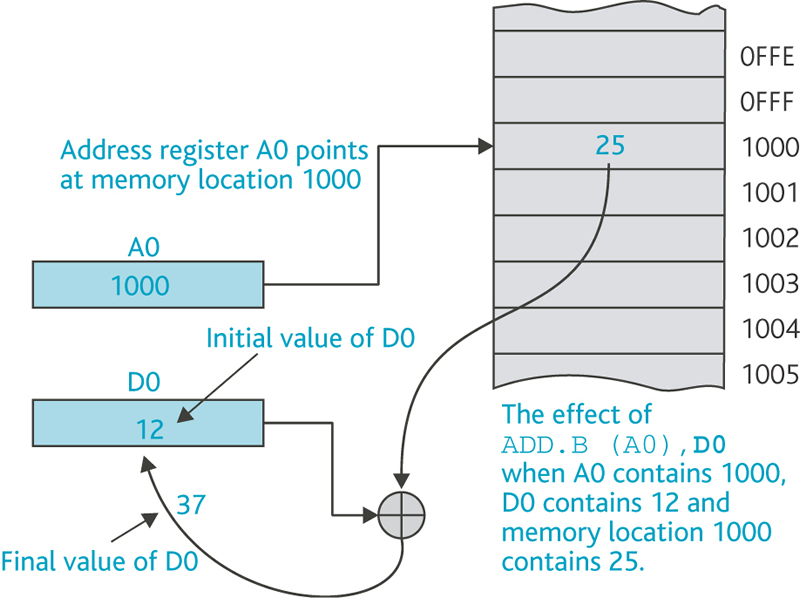 0FFE
0FFF
Address register A0 points
at memory location 1000
25
1000
1001
1002
1003
1004
1005
A0
1000
Initial value of D0
D0
12
37
Final value of D0
The effect of
ADD.B (A0),D0
when A0 contains 1000,
D0 contains 12 and
memory location 1000
contains 25.